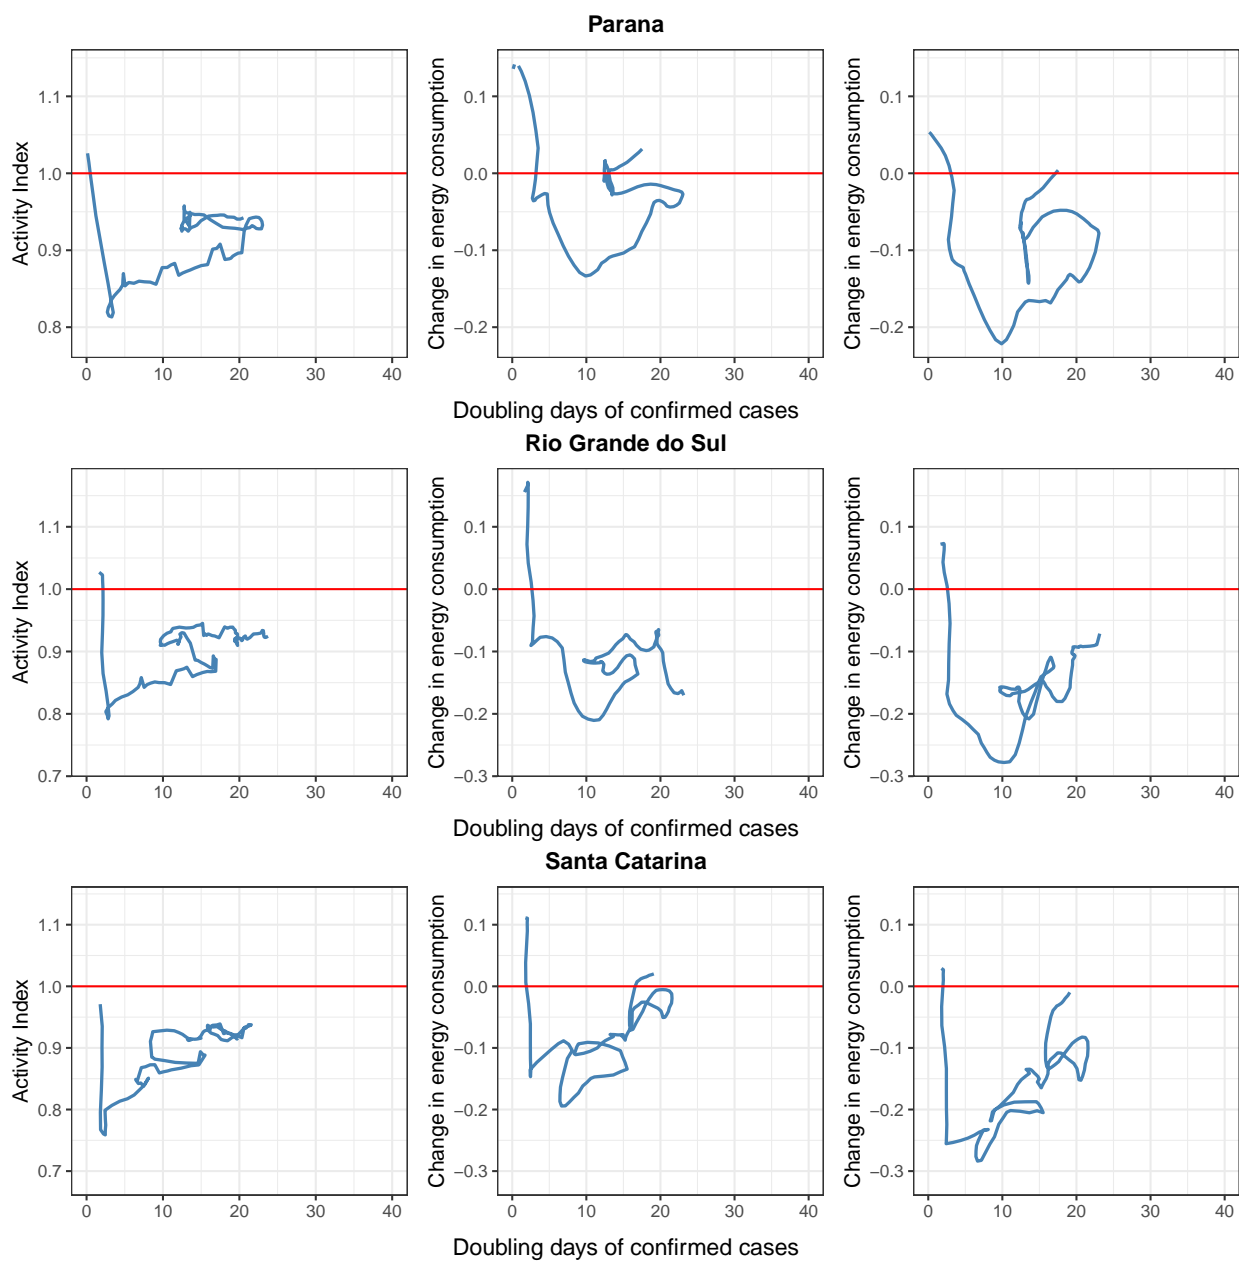 Parana
Activity Index
1.1
1.0
0.9
0.8
0 10 20 30 40
Change in energy consumption
0.1
0.0
−0.1
−0.2
0 10 20 30 40
Change in energy consumption
0.1
0.0
−0.1
−0.2
0 10 20 30 40
Doubling days of confirmed cases
Rio Grande do Sul
Activity Index
1.1
1.0
0.9
0.8
0.7
0 10 20 30 40
Change in energy consumption
0.1
0.0
−0.1
−0.2
−0.3
0 10 20 30 40
Change in energy consumption
0.1
0.0
−0.1
−0.2
−0.3
0 10 20 30 40
Doubling days of confirmed cases
Santa Catarina
Activity Index
1.1
1.0
0.9
0.8
0.7
0 10 20 30 40
Change in energy consumption
0.1
0.0
−0.1
−0.2
−0.3
0 10 20 30 40
Change in energy consumption
0.1
0.0
−0.1
−0.2
−0.3
0 10 20 30 40
Doubling days of confirmed cases